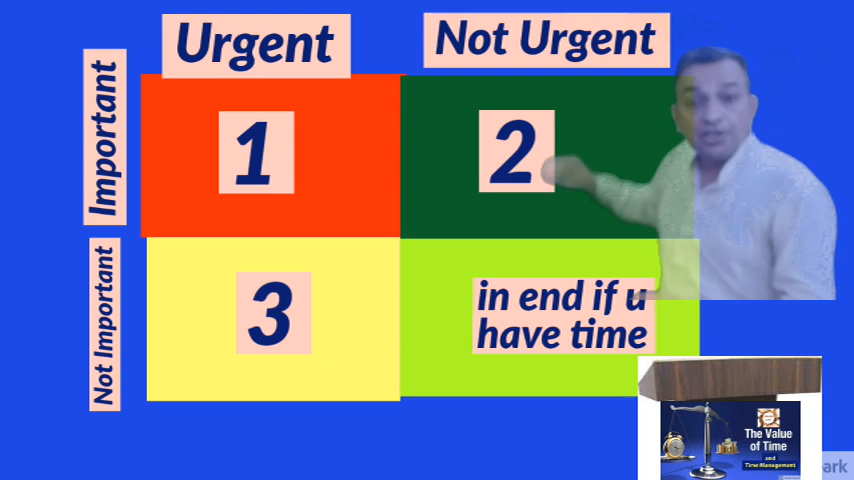 Urgent
Not Urgent
Important
1
2
Not Important
3
in end if u
have time
The Value
of Time
and
Time Management
park